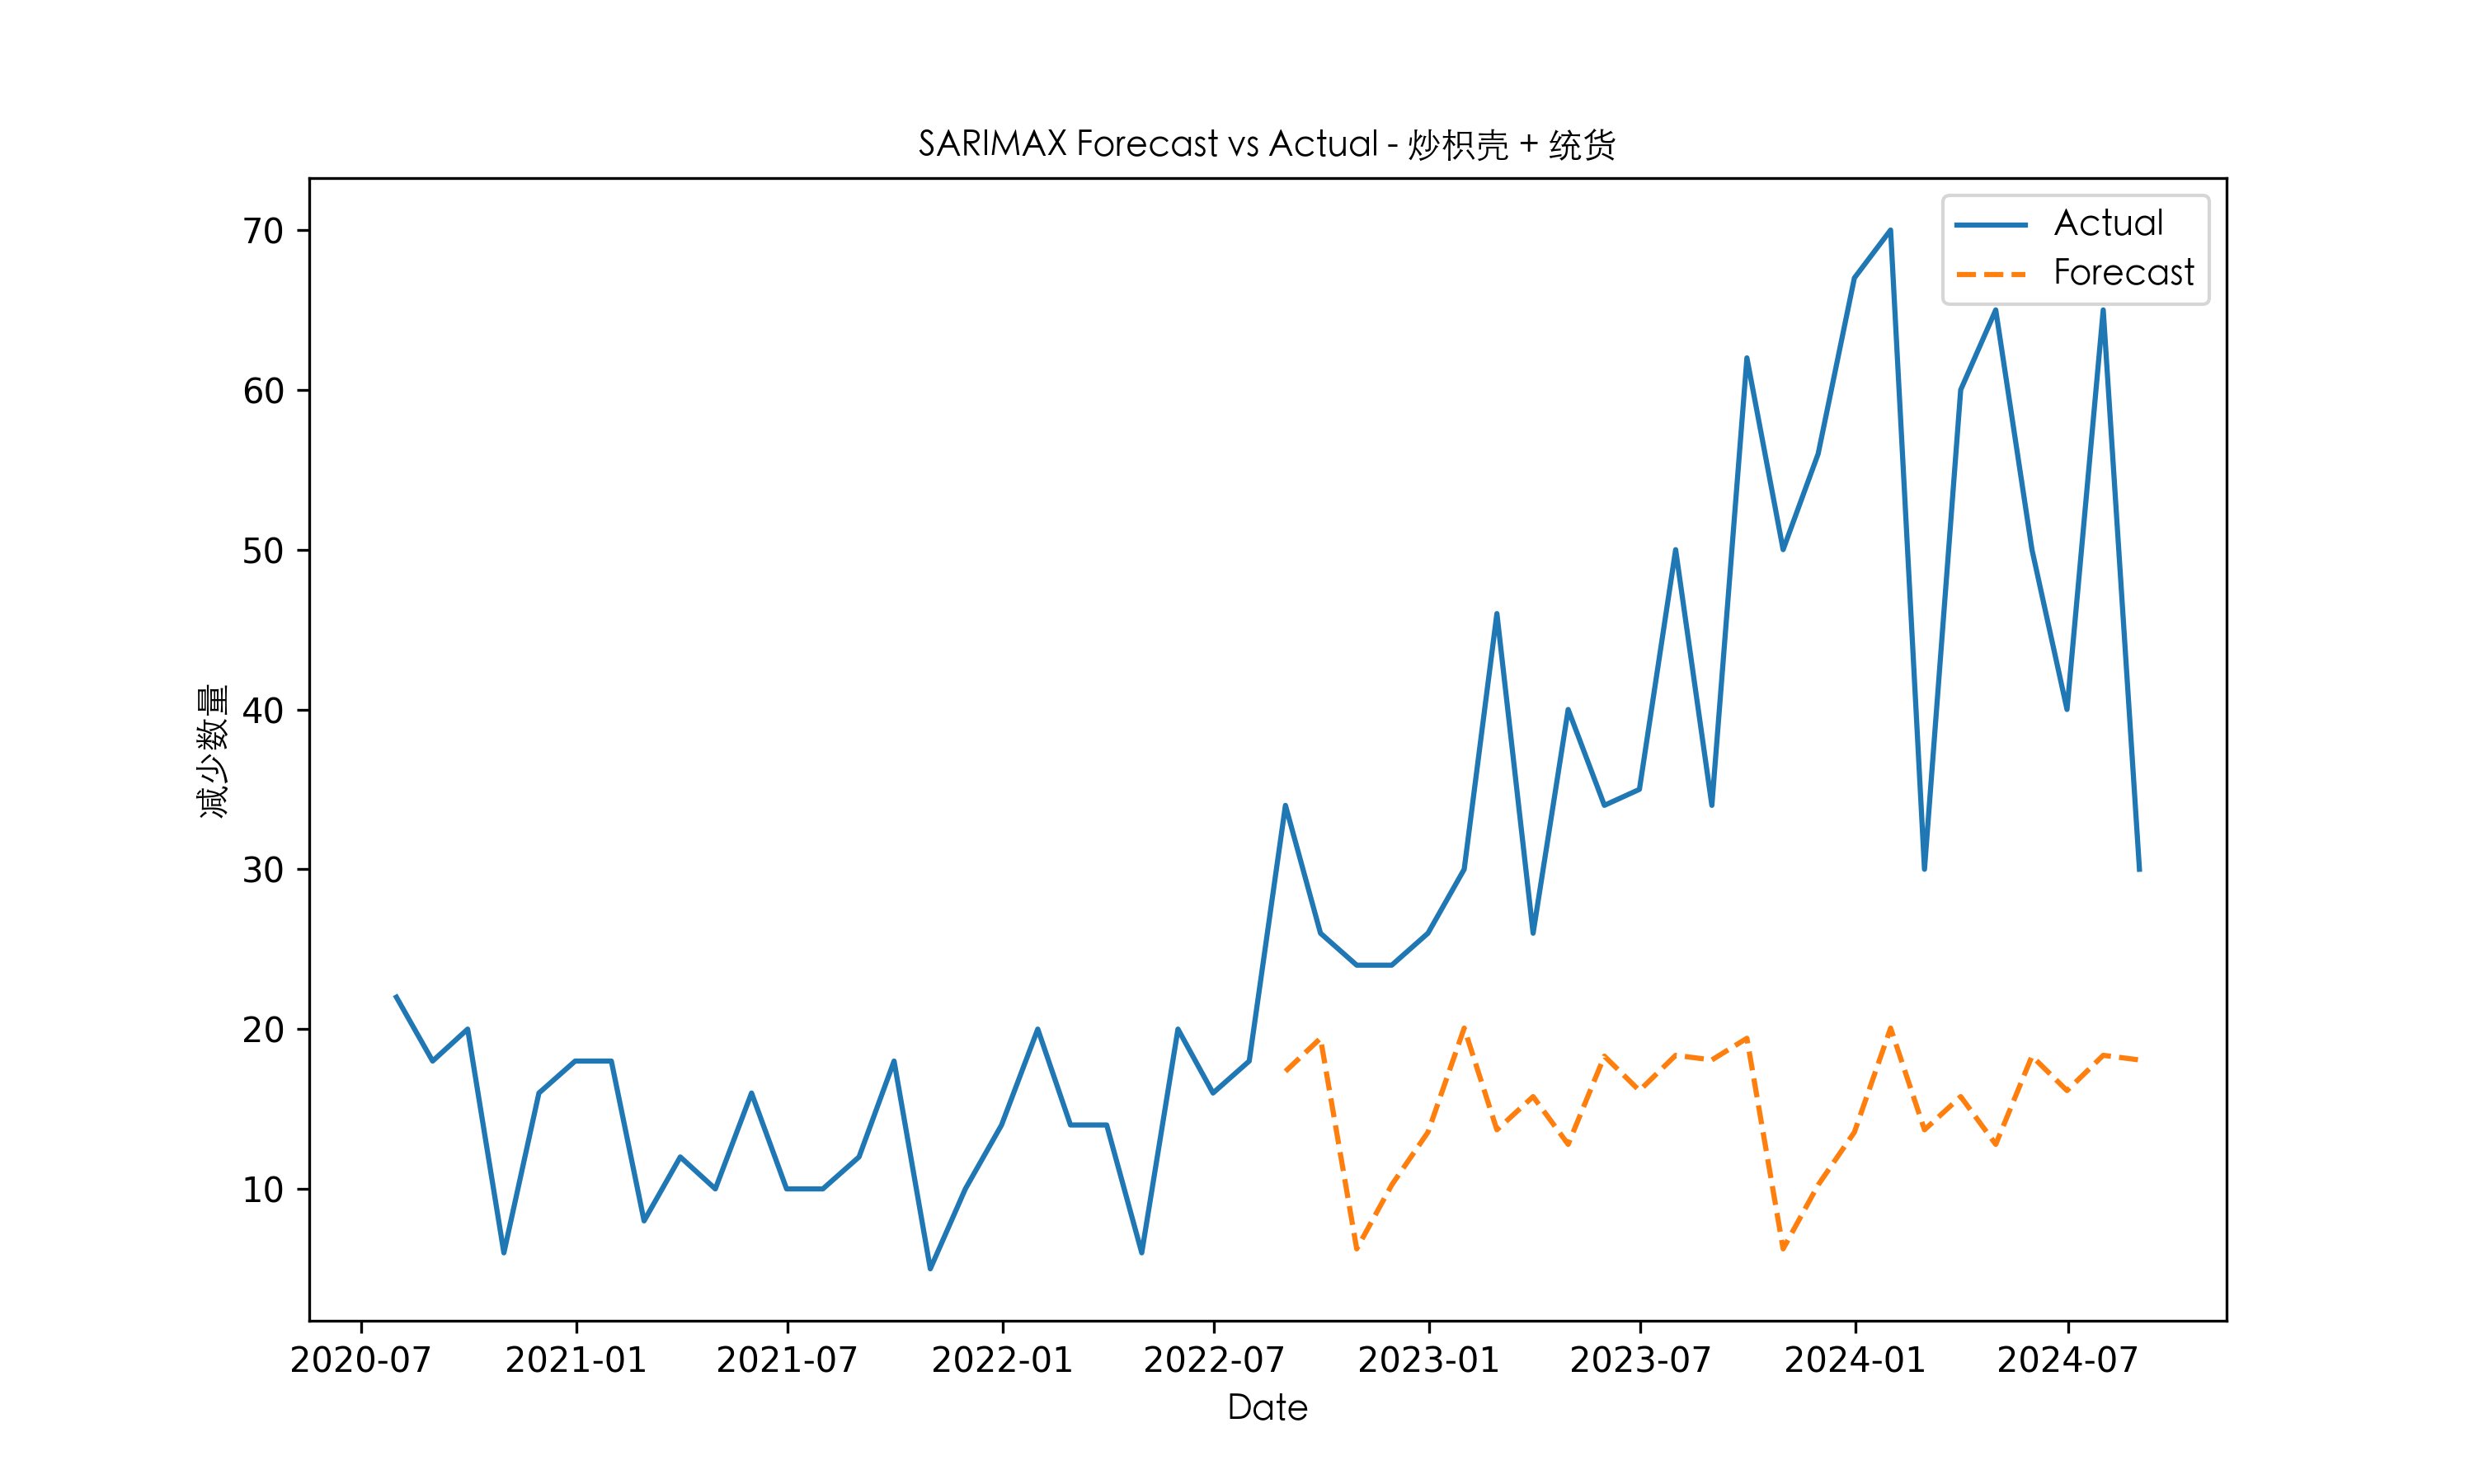 SARIMAX Forecast vs Actual - 炒枳壳 + 统货
Actual
Forecast
减少数量
70
60
50
40
30
20
10
2020-07 2021-01 2021-07 2022-01 2022-07 2023-01 2023-07 2024-01 2024-07
Date